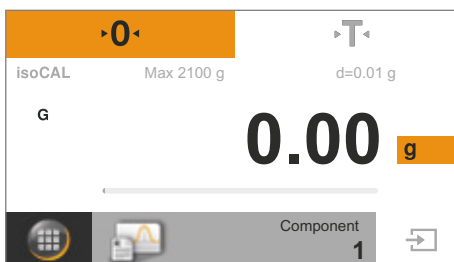 0 T
isoCAL Max 2100 g d=0.01 g
G
0.00 g
Component
1